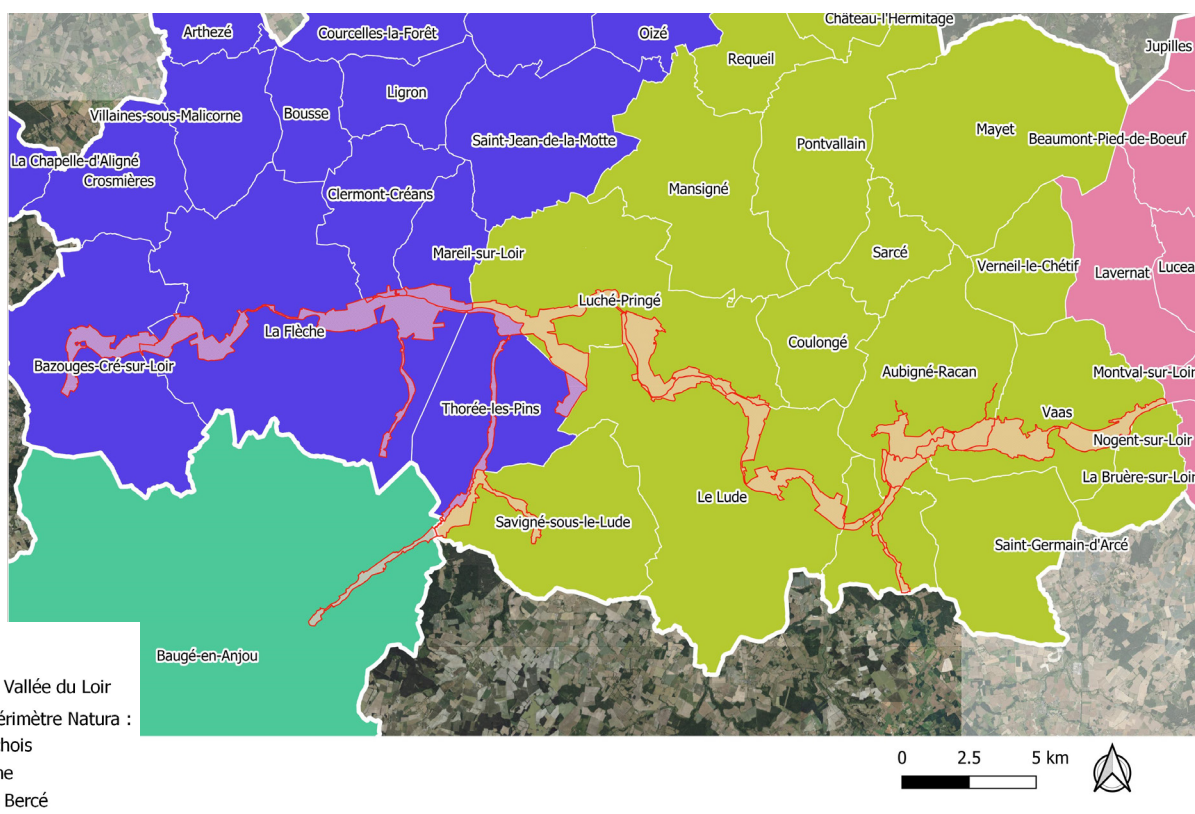 Château-l'Hermitage
Arthezé
Courcelles-la-Forêt
Oizé
Jupilles
Requeil
Ligron
Villaines-sous-Malicorne
Bousse
Mayet
Saint-Jean-de-la-Motte
Pontvallain
Beaumont-Pied-de-Boeuf
La Chapelle-d'Aligné
Crosmières
Clermont-Créans
Mansigné
Mareil-sur-Loir
Sarcé
Verneil-le-Chétif
Lavernat
Lucea
Luché-Pringé
La Flèche
Coulongé
Bazouges-Cré-sur-Loir
Aubigné-Racan
Montval-sur-Loir
Thorée-les-Pins
Vaas
Nogent-sur-Loir
La Bruère-sur-Loir
Le Lude
Savigné-sous-le-Lude
Saint-Germain-d'Arcé
Baugé-en-Anjou
Vallée du Loir
érimètre Natura :
chois
ne
Bercé
0 2.5 5 km